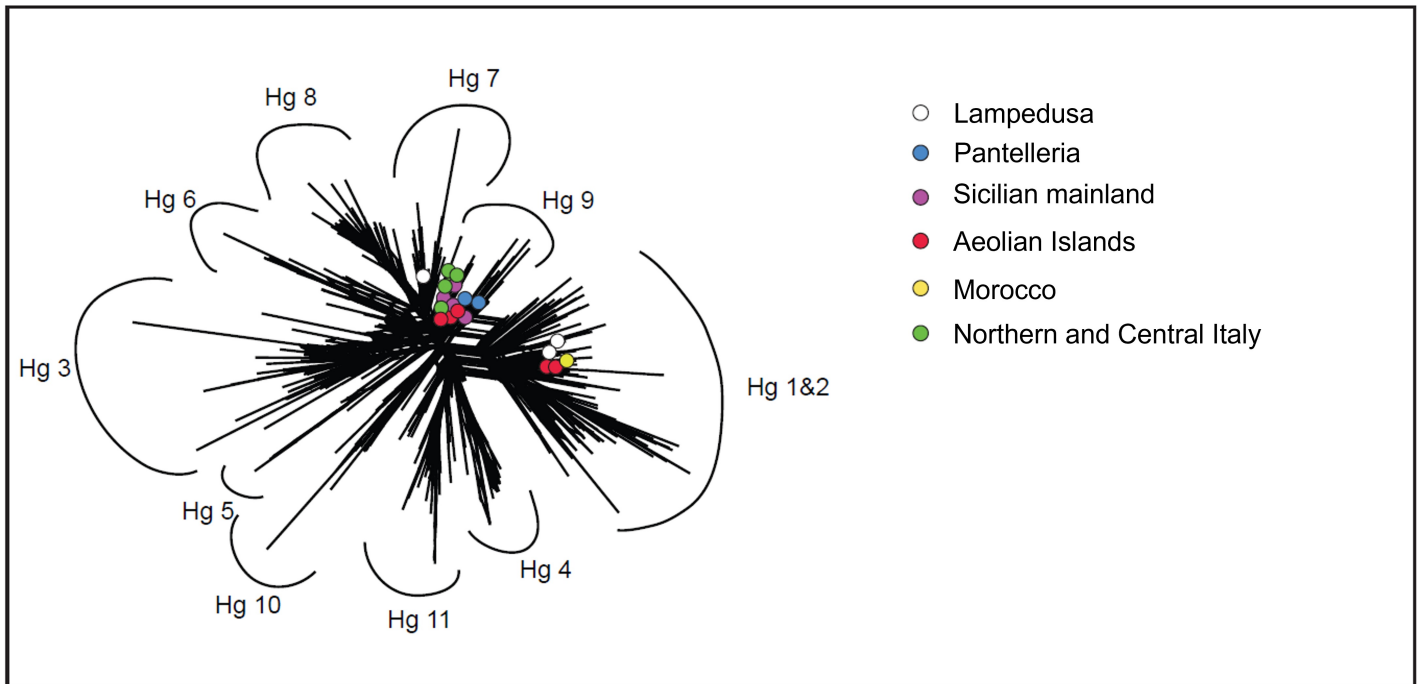 Hg 7
Hg 8
Hg 6
Hg 9
Hg 3
Hg 1&2
Hg 5
Hg 4
Hg 10
Hg 11
Lampedusa
Pantelleria
Sicilian mainland
Aeolian Islands
Morocco
Northern and Central Italy